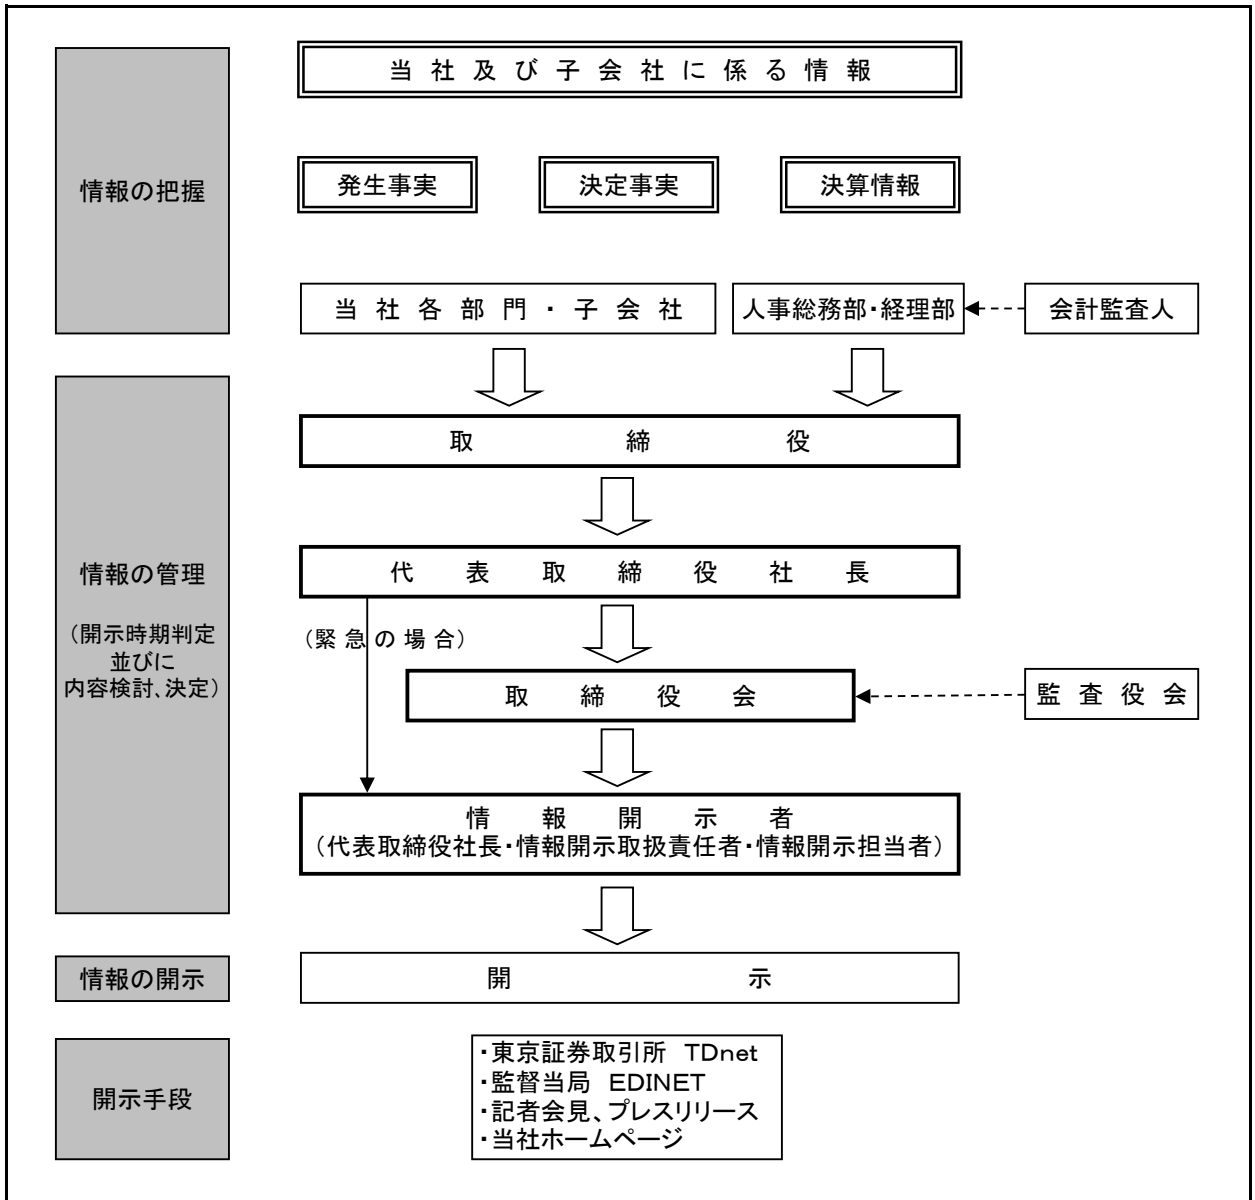 当社及び子会社に係る情報
情報の把握
発生事実
決定事実
決算情報
当社各部門・子会社
人事総務部・経理部
会計監査人
取締役
代表取締役社長
情報の管理
(開示時期判定
並びに
内容検討、決定)
(緊急の場合)
取締役会
監査役会
情報開示者
(代表取締役社長・情報開示取扱責任者・情報開示担当者)
情報の開示
開示
開示手段
・東京証券取引所 TDnet
・監督当局 EDINET
・記者会見、プレスリリース
・当社ホームページ